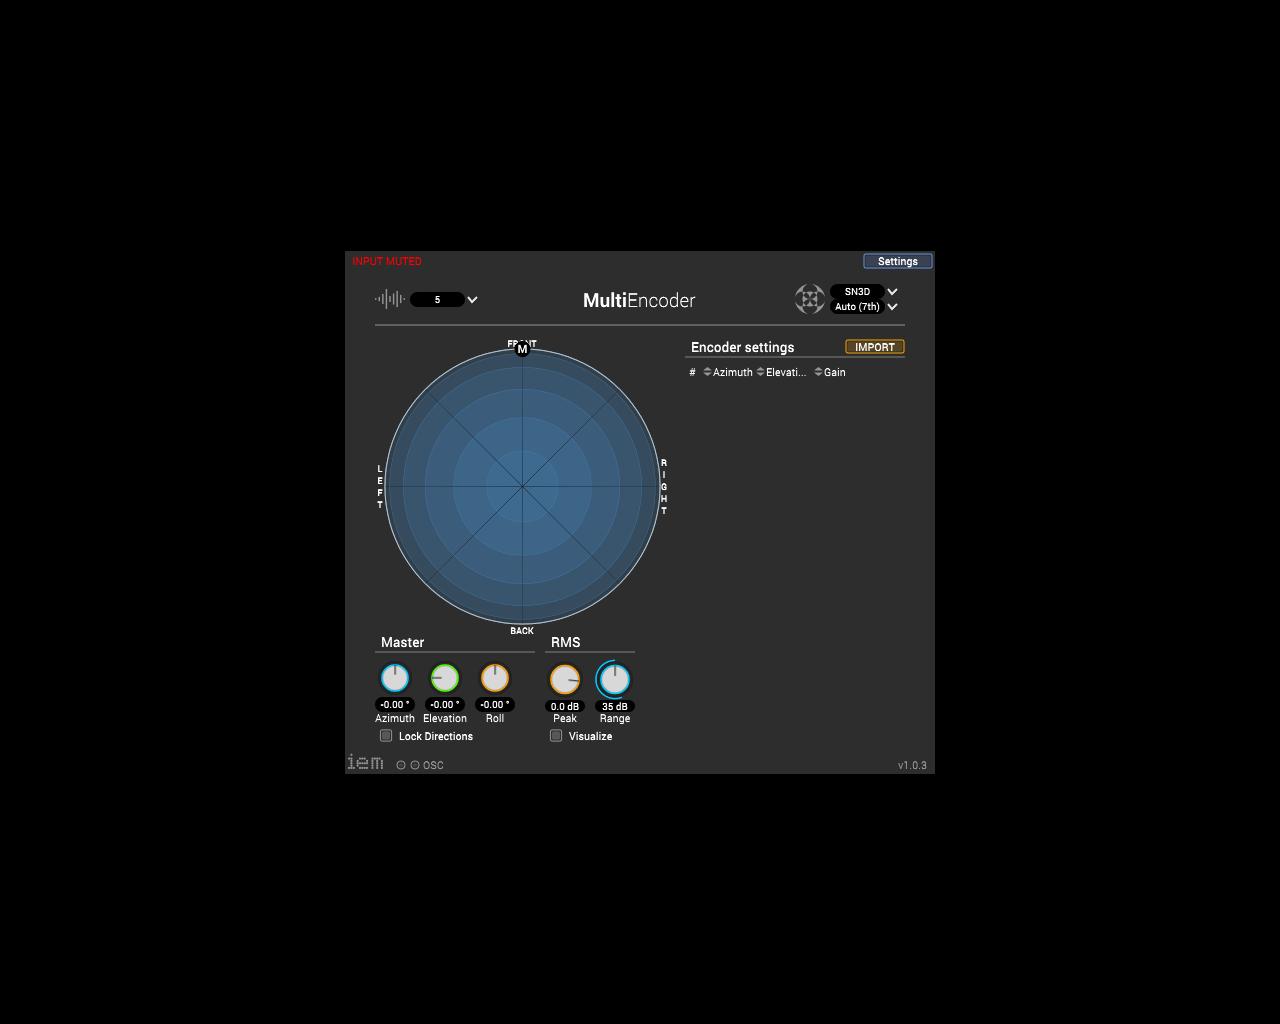 INPUT MUTED
Settings
5
MultiEncoder
SN3D
Auto (7th)
FRONT
M
Encoder settings
IMPORT
# Azimuth Elevati... Gain
LEFT
RIGHT
BACK
Master
RMS
-0.00 °
-0.00 °
-0.00 °
0.0 dB
35 dB
Azimuth
Elevation
Roll
Peak
Range
Lock Directions
Visualize
iem
OSC
v1.0.3